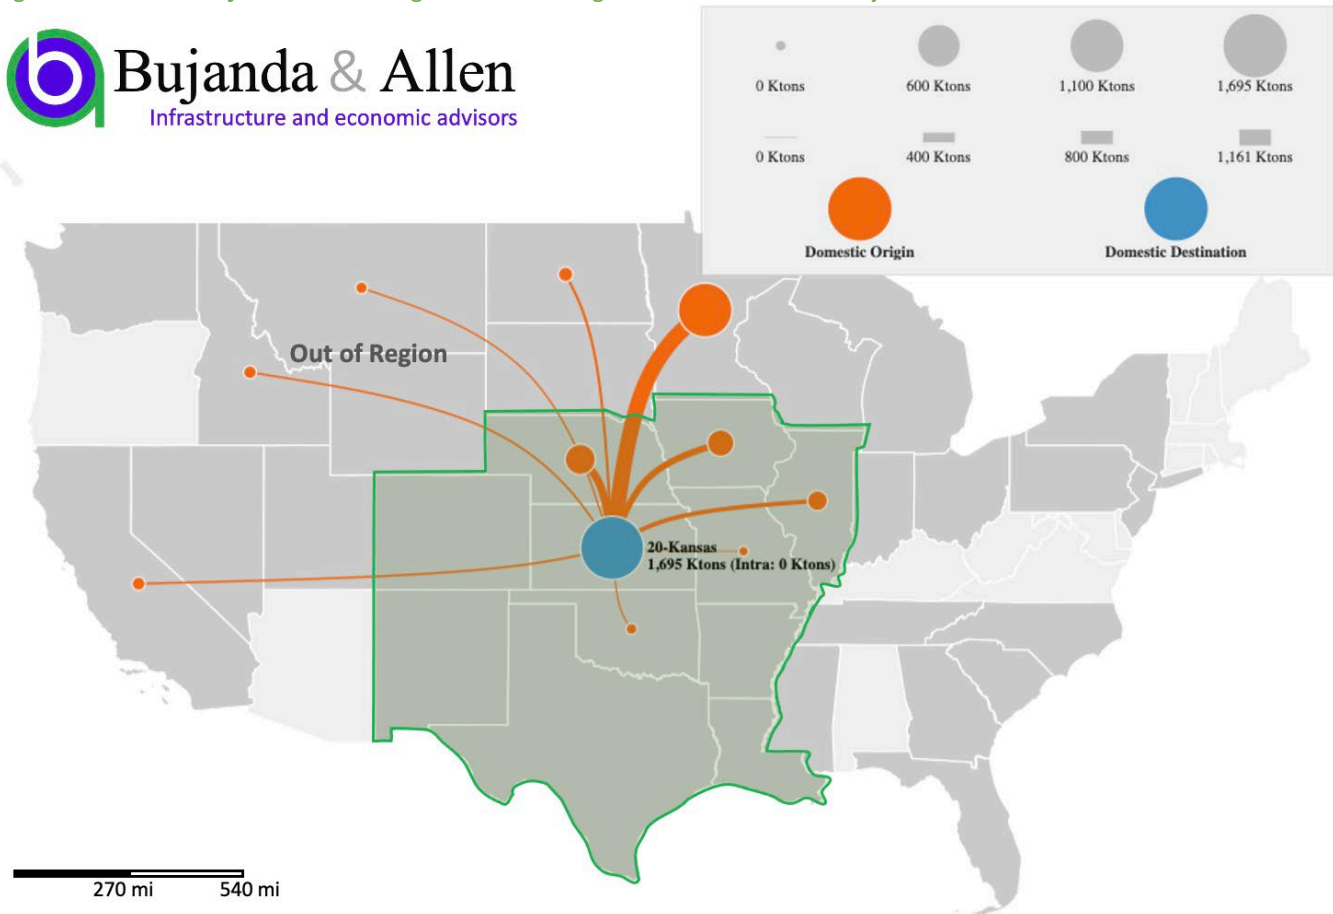 Bujanda & Allen
Infrastructure and economic advisors
0 Ktons
600 Ktons
1,100 Ktons
1,695 Ktons
0 Ktons
400 Ktons
800 Ktons
1,161 Ktons
Domestic Origin
Domestic Destination
Out of Region
20-Kansas
1,695 Ktons (Intra: 0 Ktons)
270 mi
540 mi